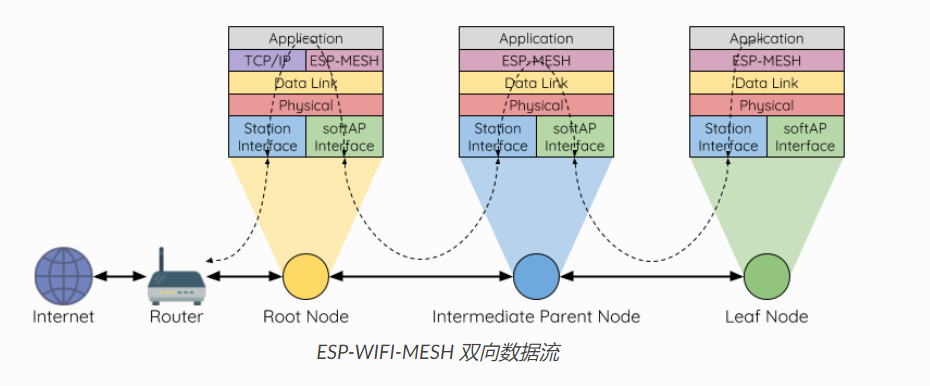 Application
TCP/IP ESP-MESH
Data Link
Physical
Station Interface softAP Interface
Application
ESP-MESH
Data Link
Physical
Station Interface softAP Interface
Application
ESP-MESH
Data Link
Physical
Station Interface softAP Interface
Internet Router Root Node Intermediate Parent Node Leaf Node
ESP-WIFI-MESH 双向数据流